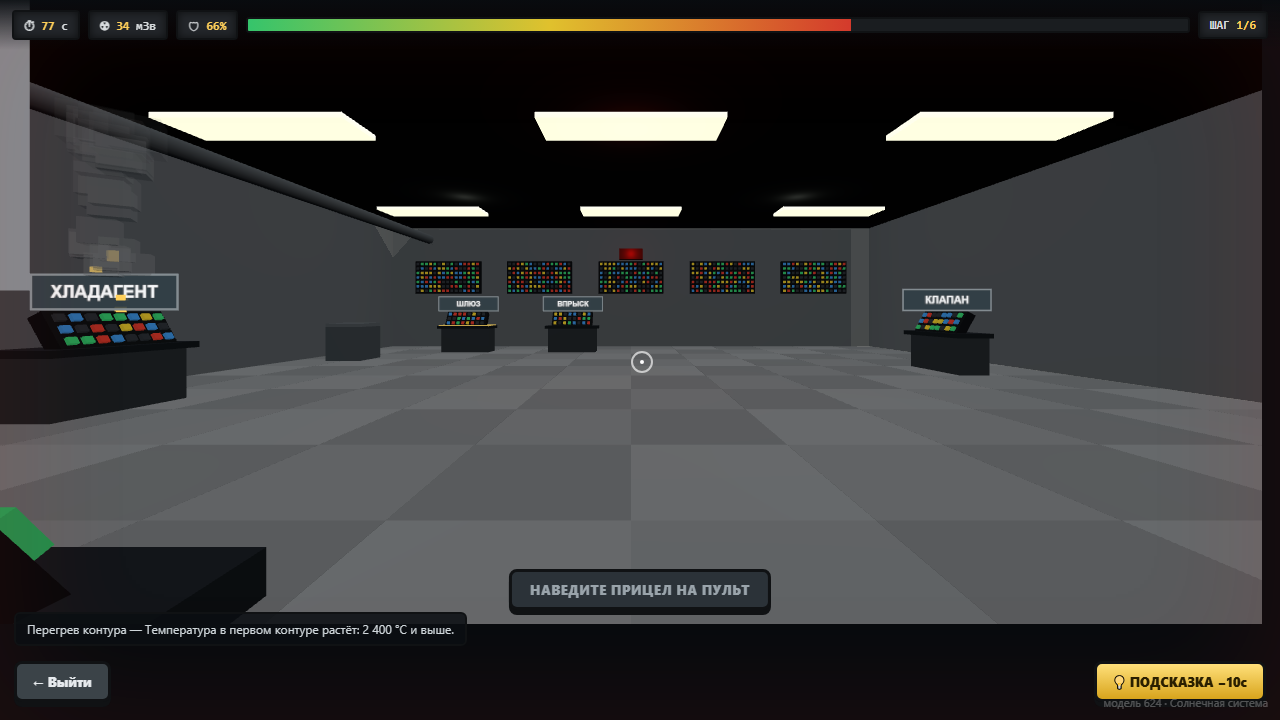 77 с
34 мЗв
66%
ШАГ 1/6
ХЛАДАГЕНТ
ШЛЮЗ
ВПРЫСК
КЛАПАН
НАВЕДИТЕ ПРИЦЕЛ НА ПУЛЬТ
Перегрев контура — Температура в первом контуре растёт: 2 400 °C и выше.
← Выйти
ПОДСКАЗКА −10с
модель 624 · Солнечная система